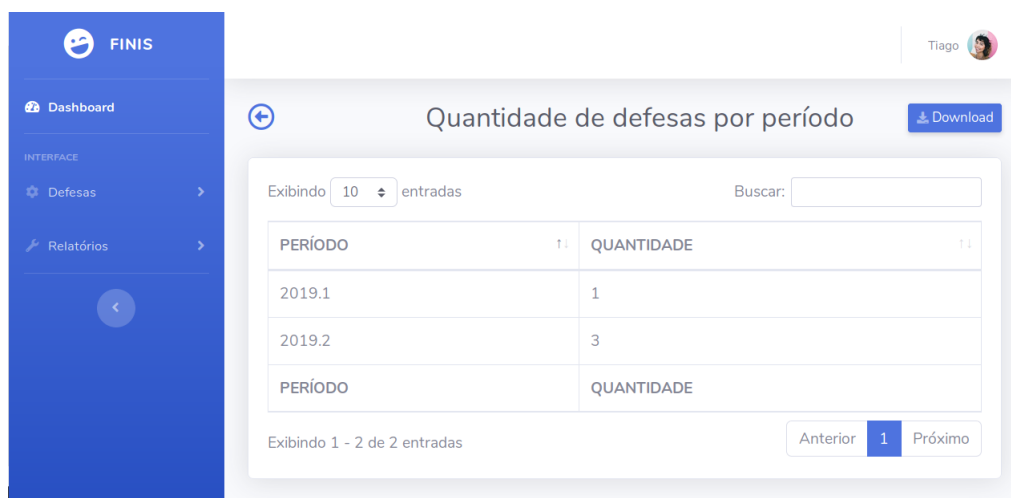 FINIS
Tiago
Dashboard
Quantidade de defesas por período
Download
INTERFACE
Defesas
Relatórios
Exibindo 10 entradas
Buscar:
PERÍODO QUANTIDADE
2019.1 1
2019.2 3
PERÍODO QUANTIDADE
Exibindo 1 - 2 de 2 entradas
Anterior 1 Próximo